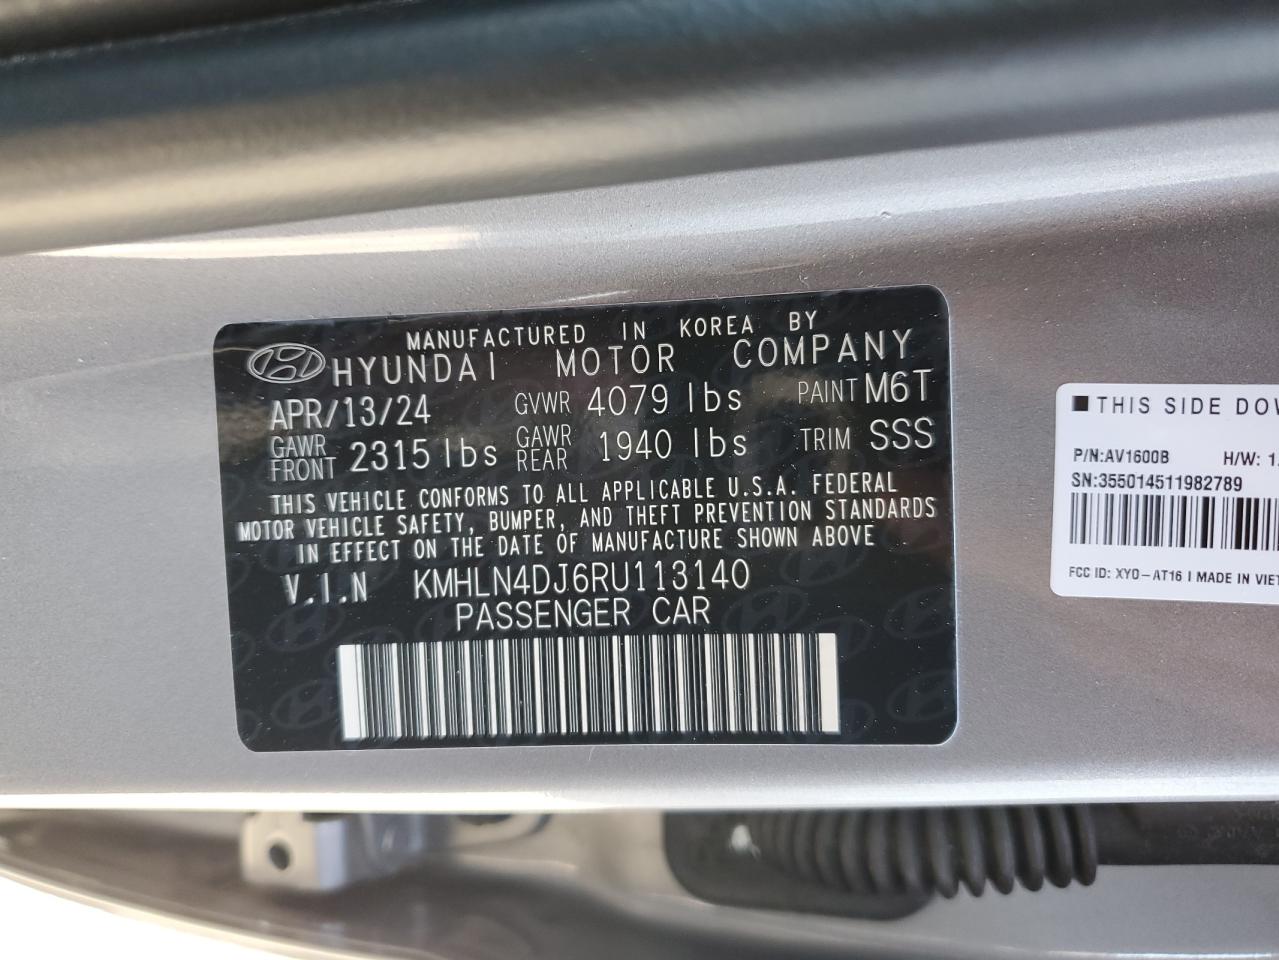 MANUFACTURED IN KOREA BY
HYUNDAI MOTOR COMPANY
APR/13/24 GVWR 4079 lbs PAINT M6T
GAWR FRONT 2315 lbs GAWR REAR 1940 lbs TRIM SSS
THIS VEHICLE CONFORMS TO ALL APPLICABLE U.S.A. FEDERAL
MOTOR VEHICLE SAFETY, BUMPER, AND THEFT PREVENTION STANDARDS
IN EFFECT ON THE DATE OF MANUFACTURE SHOWN ABOVE
V.I.N KMHLN4DJ6RU113140
PASSENGER CAR
THIS SIDE DOW
P/N:AV1600B H/W: 1.
SN:355014511982789
FCC ID: XYO-AT16 I MADE IN VIET